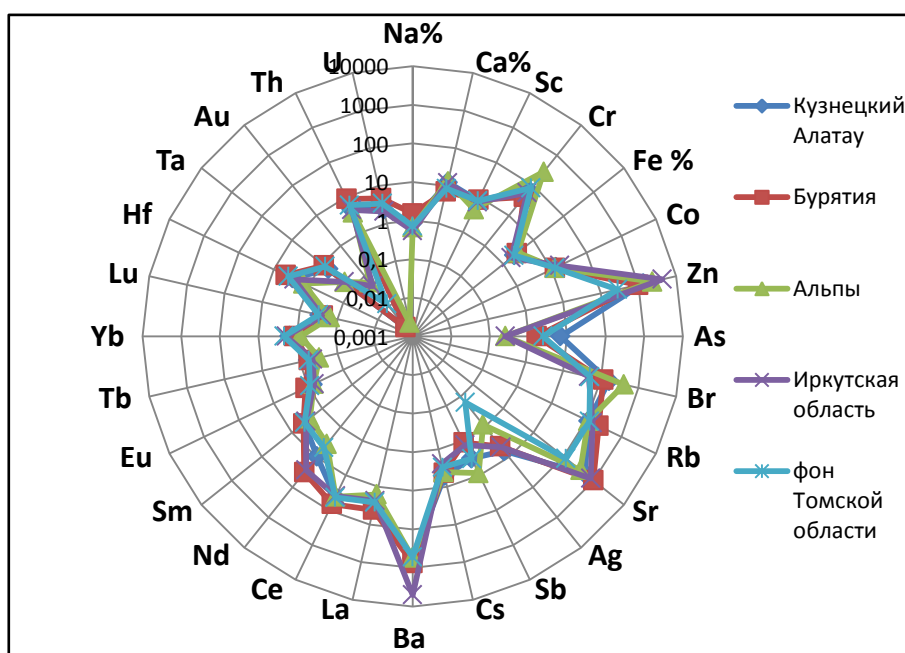 Na%
Ca%
Sc
Cr
Fe %
Co
Zn
As
Br
Rb
Sr
Ag
Sb
Cs
Ba
La
Ce
Nd
Sm
Eu
Tb
Yb
Lu
Hf
Ta
Au
Th
U
10000
1000
100
10
1
0,1
0,01
0,001
Кузнецкий
Алатау
Бурятия
Альпы
Иркутская
область
фон
Томской
области